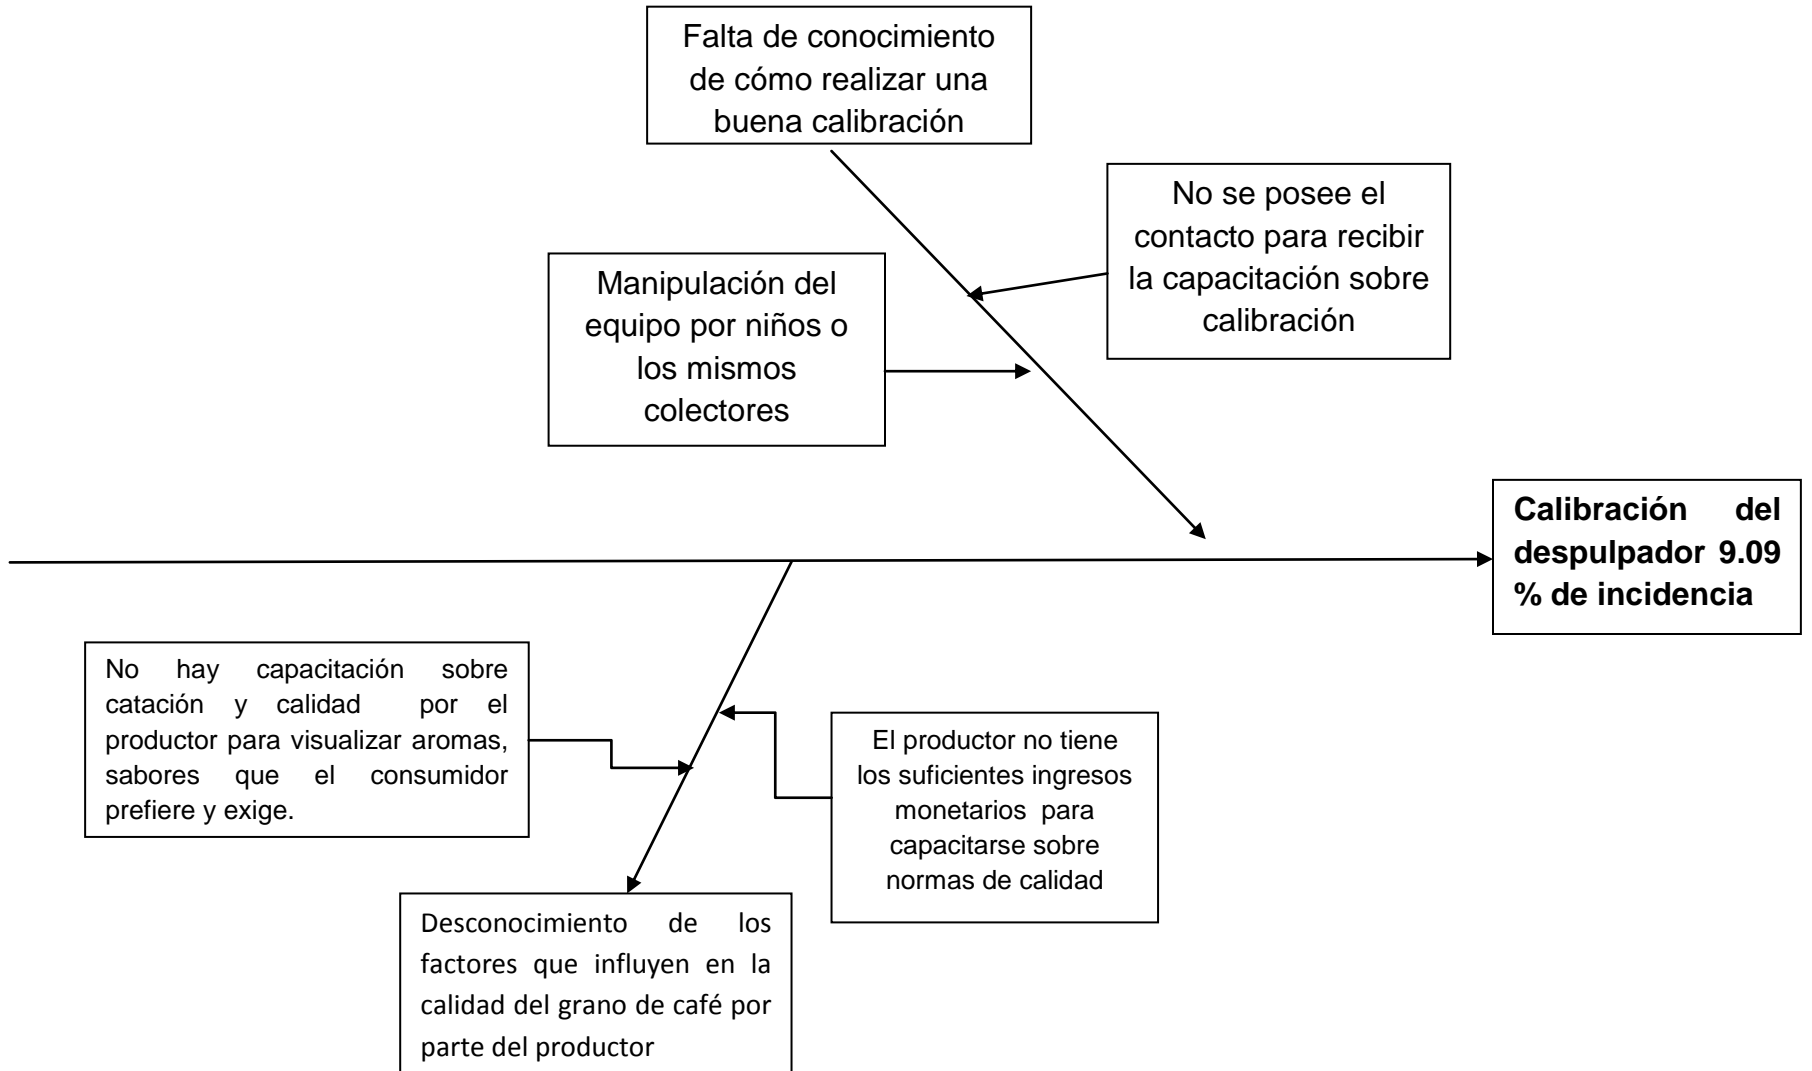 Falta de conocimiento
de cómo realizar una
buena calibración
No se posee el
contacto para recibir
la capacitación sobre
calibración
Manipulación del
equipo por niños o
los mismos
colectores
Calibración del
despulpador 9.09
% de incidencia
No hay capacitación sobre
catación y calidad por el
productor para visualizar aromas,
sabores que el consumidor
prefiere y exige.
El productor no tiene
los suficientes ingresos
monetarios para
capacitarse sobre
normas de calidad
Desconocimiento de los
factores que influyen en la
calidad del grano de café por
parte del productor